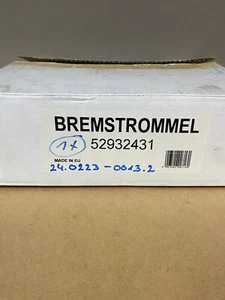 BREMSTROMMEL
1x 52932431
MADE IN EU
24.0223-0013.2